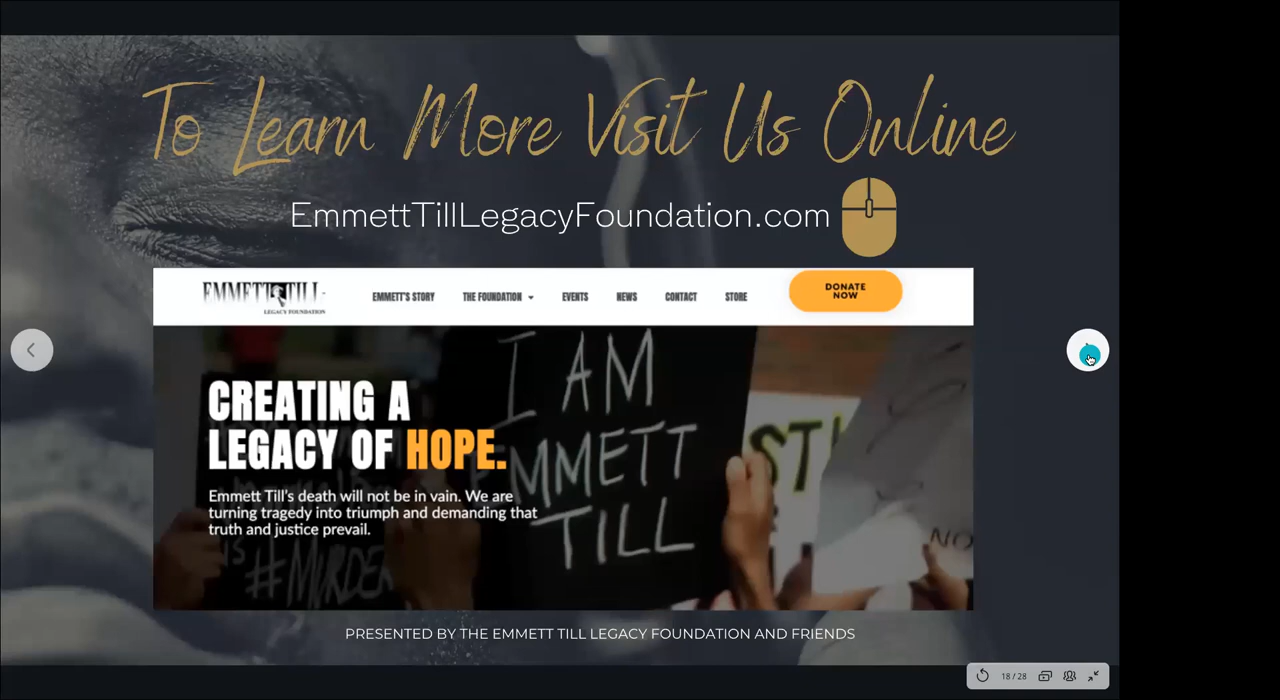 To Learn More Visit Us Online
EmmettTillLegacyFoundation.com
EMMETT TILL
LEGACY FOUNDATION
EMMETT'S STORY
THE FOUNDATION
EVENTS
NEWS
CONTACT
STORE
DONATE
NOW
CREATING A
LEGACY OF HOPE.
Emmett Till's death will not be in vain. We are
turning tragedy into triumph and demanding that
truth and justice prevail.
I AM
EMMETT
TILL
IS
#MURDER
NO
PRESENTED BY THE EMMETT TILL LEGACY FOUNDATION AND FRIENDS
18 / 28